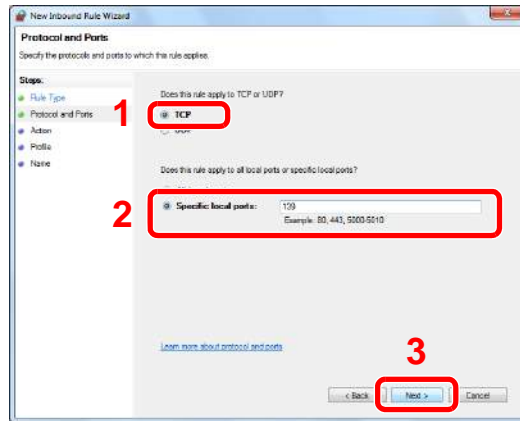 New Inbound Rule Wizard
Protocol and Ports
Specify the protocols and ports to which this rule applies.
Steps:
Rule Type
Protocol and Ports
Action
Profile
Name
Does this rule apply to TCP or UDP?
1
TCP
Does this rule apply to all local ports or specific local ports?
2
Specific local ports:
139
Example: 80, 443, 5000-5010
Learn more about protocol and ports
3
< Back
Next >
Cancel